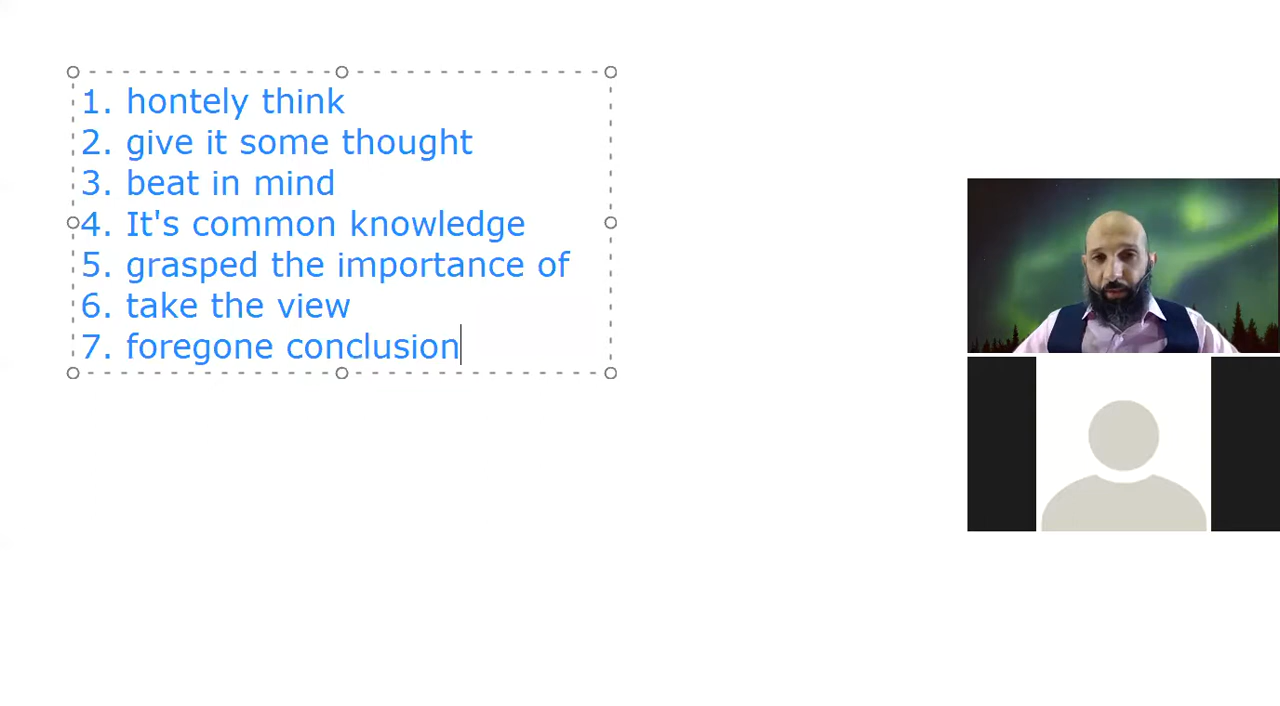 1. hontely think
2. give it some thought
3. beat in mind
4. It's common knowledge
5. grasped the importance of
6. take the view
7. foregone conclusion